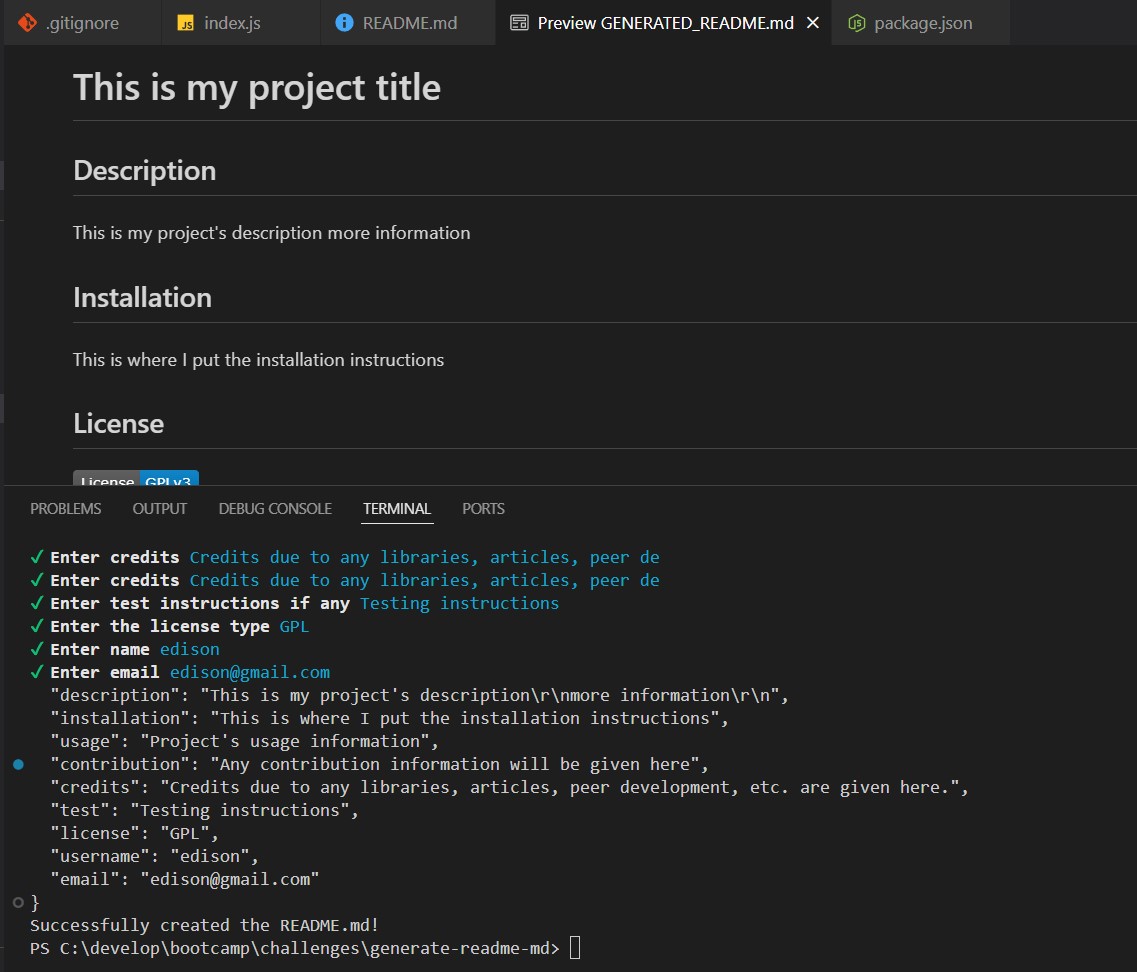 .gitignore index.js README.md Preview GENERATED_README.md package.json
This is my project title
Description
This is my project's description more information
Installation
This is where I put the installation instructions
License
License GPLv3
PROBLEMS OUTPUT DEBUG CONSOLE TERMINAL PORTS
✓ Enter credits Credits due to any libraries, articles, peer de
✓ Enter credits Credits due to any libraries, articles, peer de
✓ Enter test instructions if any Testing instructions
✓ Enter the license type GPL
✓ Enter name edison
✓ Enter email edison@gmail.com
"description": "This is my project's description\r\nmore information\r\n",
"installation": "This is where I put the installation instructions",
"usage": "Project's usage information",
"contribution": "Any contribution information will be given here",
"credits": "Credits due to any libraries, articles, peer development, etc. are given here.",
"test": "Testing instructions",
"license": "GPL",
"username": "edison",
"email": "edison@gmail.com"
}
Successfully created the README.md!
PS C:\develop\bootcamp\challenges\generate-readme-md>